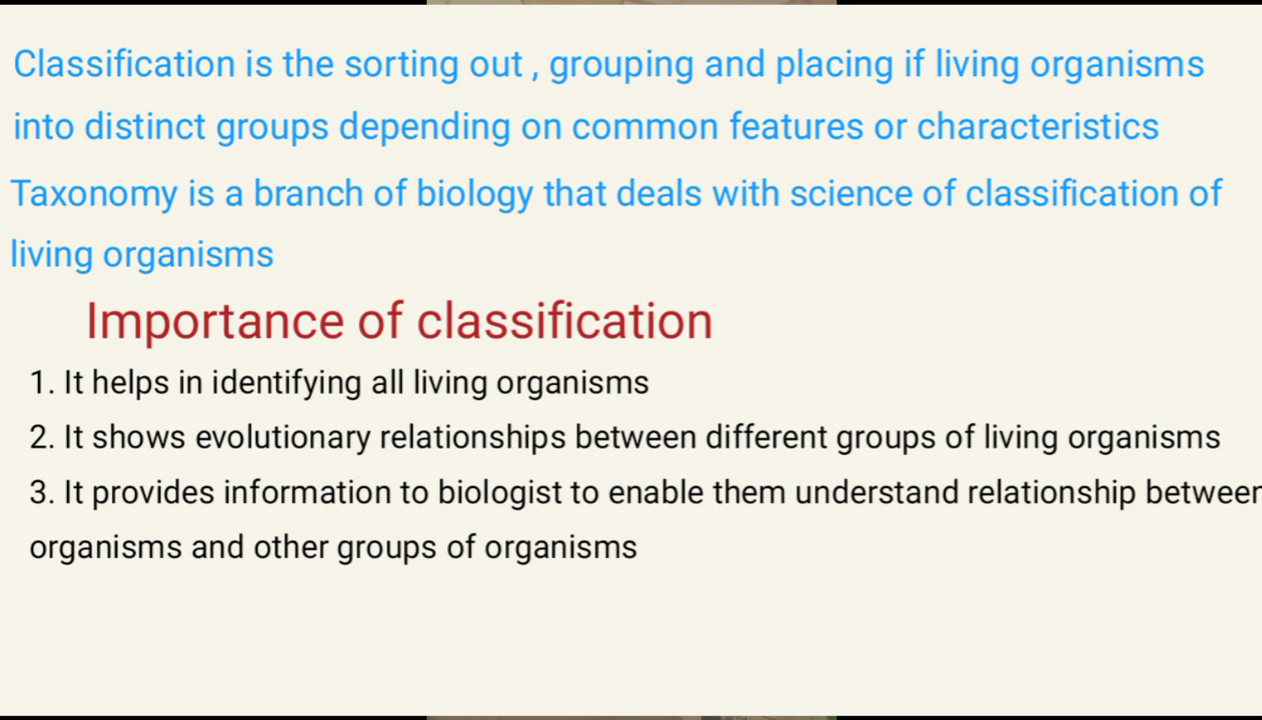 Classification is the sorting out , grouping and placing if living organisms
into distinct groups depending on common features or characteristics
Taxonomy is a branch of biology that deals with science of classification of
living organisms
Importance of classification
1. It helps in identifying all living organisms
2. It shows evolutionary relationships between different groups of living organisms
3. It provides information to biologist to enable them understand relationship between
organisms and other groups of organisms